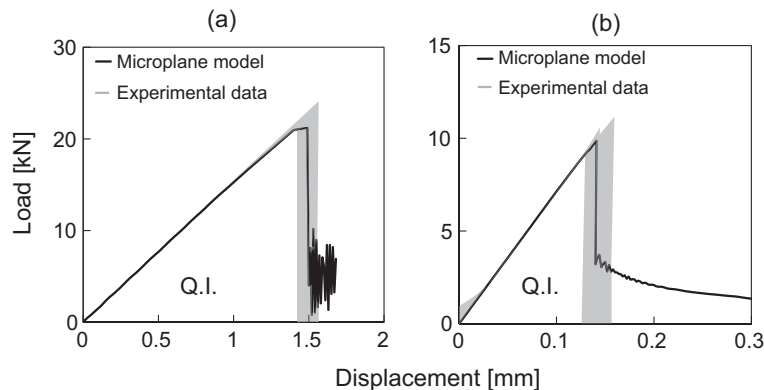 (a)
(b)
30
20
10
0
Load [kN]
Microplane model
Experimental data
Q.I.
0 0.5 1 1.5 2
15
10
5
0
Microplane model
Experimental data
Q.I.
0 0.1 0.2 0.3
Displacement [mm]